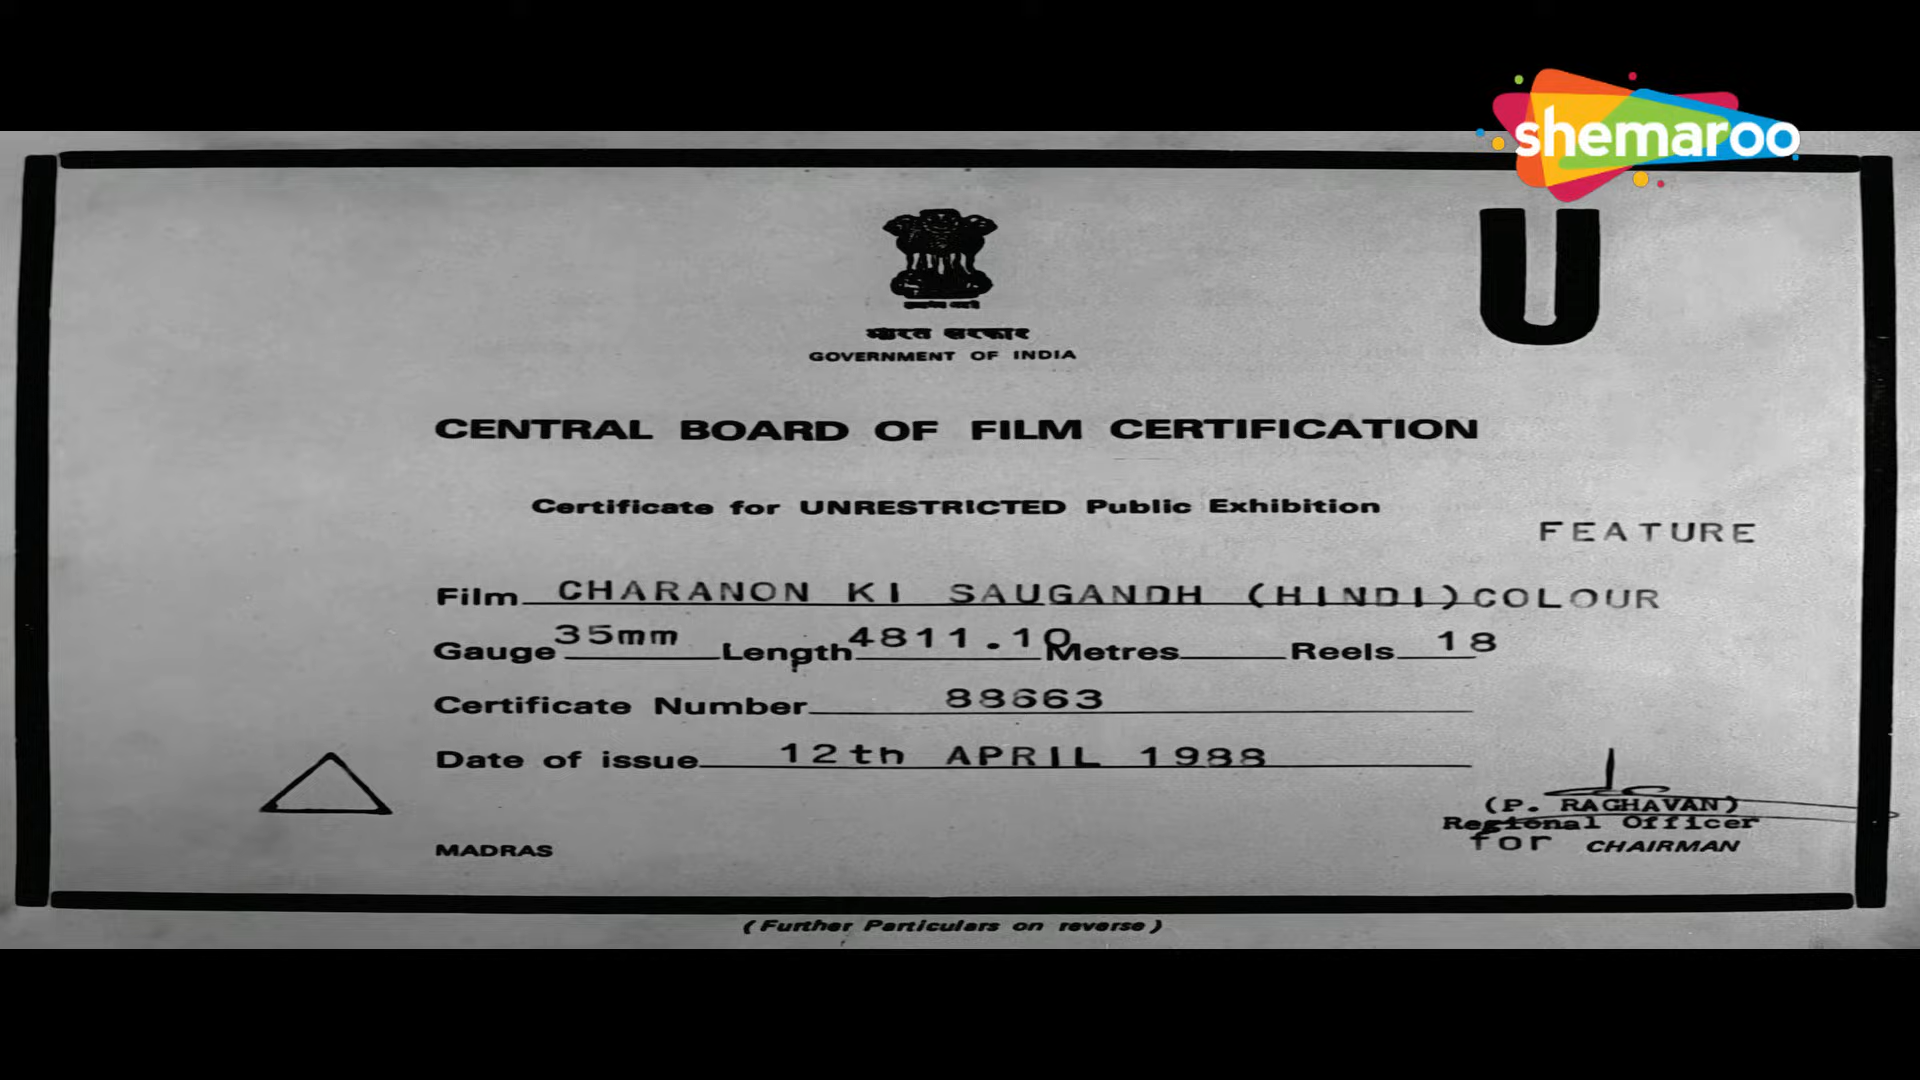 shemaroo
U
भारत सरकार
GOVERNMENT OF INDIA
CENTRAL BOARD OF FILM CERTIFICATION
Certificate for UNRESTRICTED Public Exhibition
FEATURE
Film CHARANON KI SAUGANDH (HINDI) COLOUR
Gauge 35mm Length 4811.10 Metres Reels 18
Certificate Number 88663
Date of issue 12th APRIL 1988
(P. RAGHAVAN)
Regional Officer
for CHAIRMAN
MADRAS
(Further Particulars on reverse)